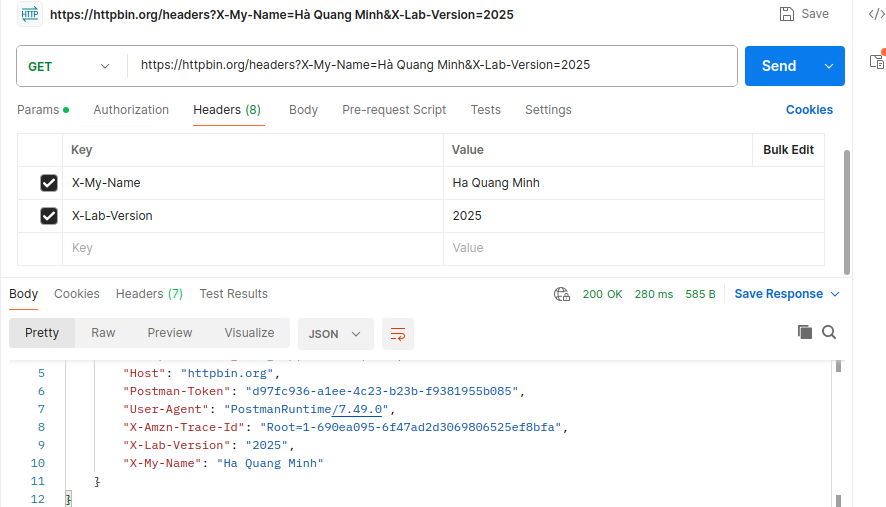 HTTP https://httpbin.org/headers?X-My-Name=Hà Quang Minh&X-Lab-Version=2025 Save </>
GET https://httpbin.org/headers?X-My-Name=Hà Quang Minh&X-Lab-Version=2025 Send
Params Authorization Headers (8) Body Pre-request Script Tests Settings Cookies
Key Value Bulk Edit
X-My-Name Ha Quang Minh
X-Lab-Version 2025
Key Value
Body Cookies Headers (7) Test Results 200 OK 280 ms 585 B Save Response
Pretty Raw Preview Visualize JSON
5 "Host": "httpbin.org",
6 "Postman-Token": "d97fc936-a1ee-4c23-b23b-f9381955b085",
7 "User-Agent": "PostmanRuntime/7.49.0",
8 "X-Amzn-Trace-Id": "Root=1-690ea095-6f47ad2d3069806525ef8bfa",
9 "X-Lab-Version": "2025",
10 "X-My-Name": "Ha Quang Minh"
11 }
12 }